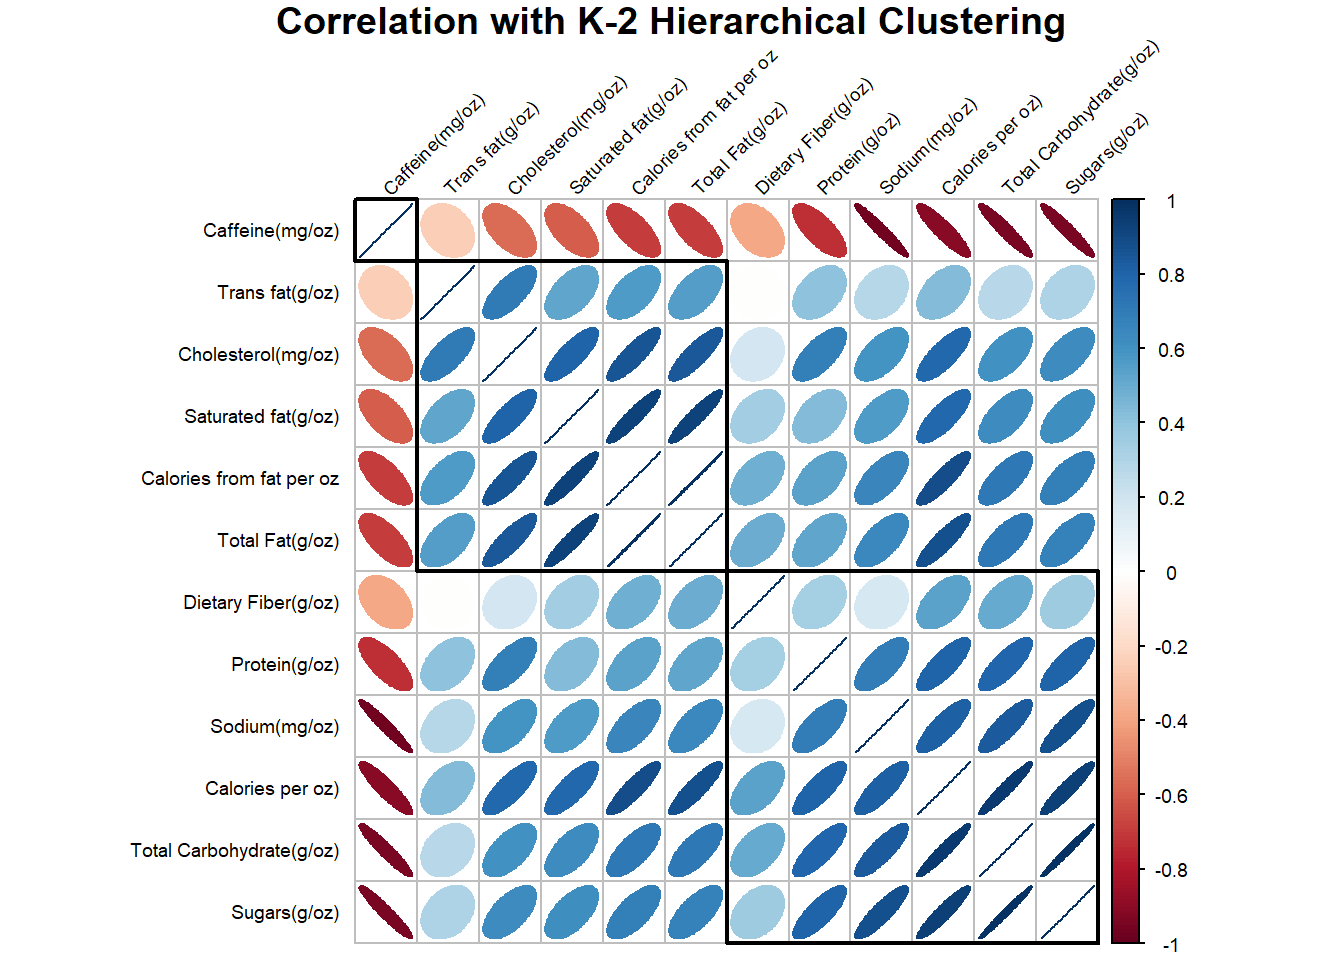 Correlation with K-2 Hierarchical Clustering
Caffeine(mg/oz)
Trans fat(g/oz)
Cholesterol(mg/oz)
Saturated fat(g/oz)
Calories from fat per oz
Total Fat(g/oz)
Dietary Fiber(g/oz)
Protein(g/oz)
Sodium(mg/oz)
Calories per oz)
Total Carbohydrate(g/oz)
Sugars(g/oz)
Caffeine(mg/oz)
Trans fat(g/oz)
Cholesterol(mg/oz)
Saturated fat(g/oz)
Calories from fat per oz
Total Fat(g/oz)
Dietary Fiber(g/oz)
Protein(g/oz)
Sodium(mg/oz)
Calories per oz)
Total Carbohydrate(g/oz)
Sugars(g/oz)
1
0.8
0.6
0.4
0.2
0
-0.2
-0.4
-0.6
-0.8
-1